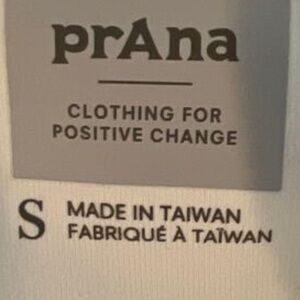 prAna
CLOTHING FOR
POSITIVE CHANGE
S
MADE IN TAIWAN
FABRIQUÉ À TAÏWAN